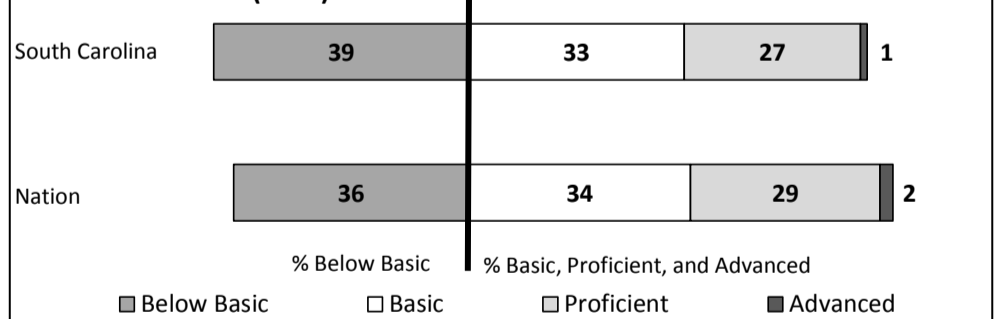 South Carolina 39 33 27 1
Nation 36 34 29 2
% Below Basic % Basic, Proficient, and Advanced
Below Basic Basic Proficient Advanced